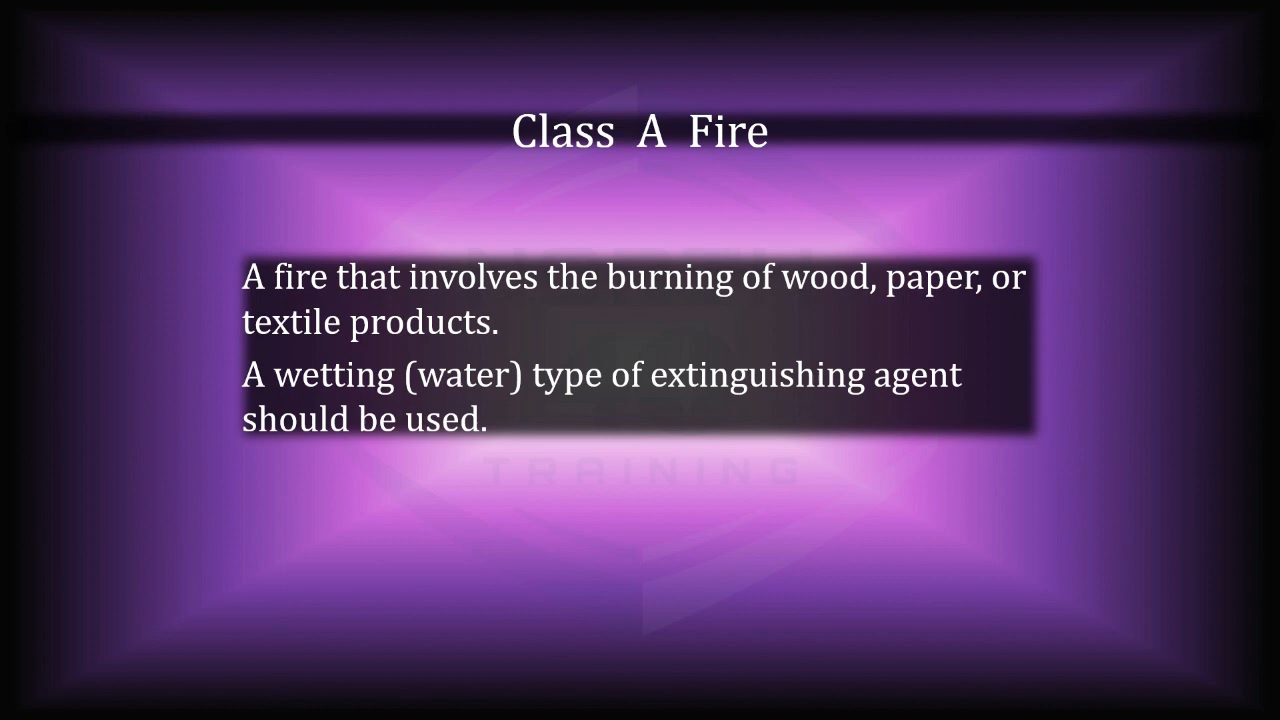 Class A Fire
A fire that involves the burning of wood, paper, or
textile products.
A wetting (water) type of extinguishing agent
should be used.
TRAINING